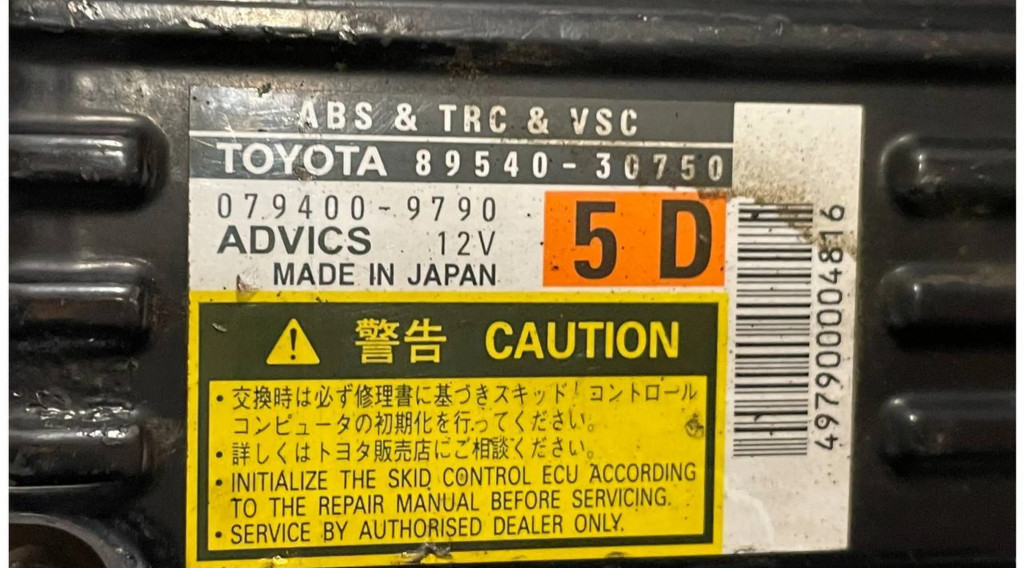 ABS & TRC & VSC
TOYOTA 89540-30750
079400-9790
5 D
ADVICS 12V
MADE IN JAPAN
警告 CAUTION
・交換時は必ず修理書に基づきスキッド コントロール
コンピュータの初期化を行ってください。
・詳しくはトヨタ販売店にご相談ください。
・INITIALIZE THE SKID CONTROL ECU ACCORDING
TO THE REPAIR MANUAL BEFORE SERVICING.
・SERVICE BY AUTHORISED DEALER ONLY.
4979000004816